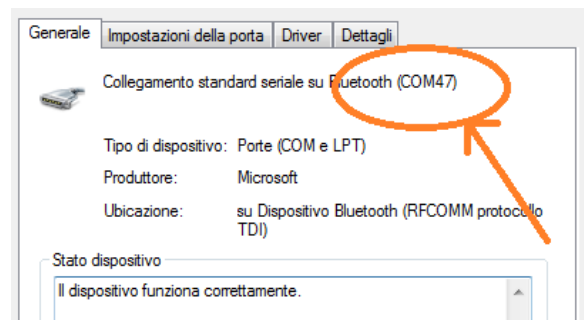 Generale Impostazioni della porta Driver Dettagli
Collegamento standard seriale su Bluetooth (COM47)
Tipo di dispositivo: Porte (COM e LPT)
Produttore: Microsoft
Ubicazione: su Dispositivo Bluetooth (RFCOMM protocollo
TDI)
Stato dispositivo
Il dispositivo funziona correttamente.